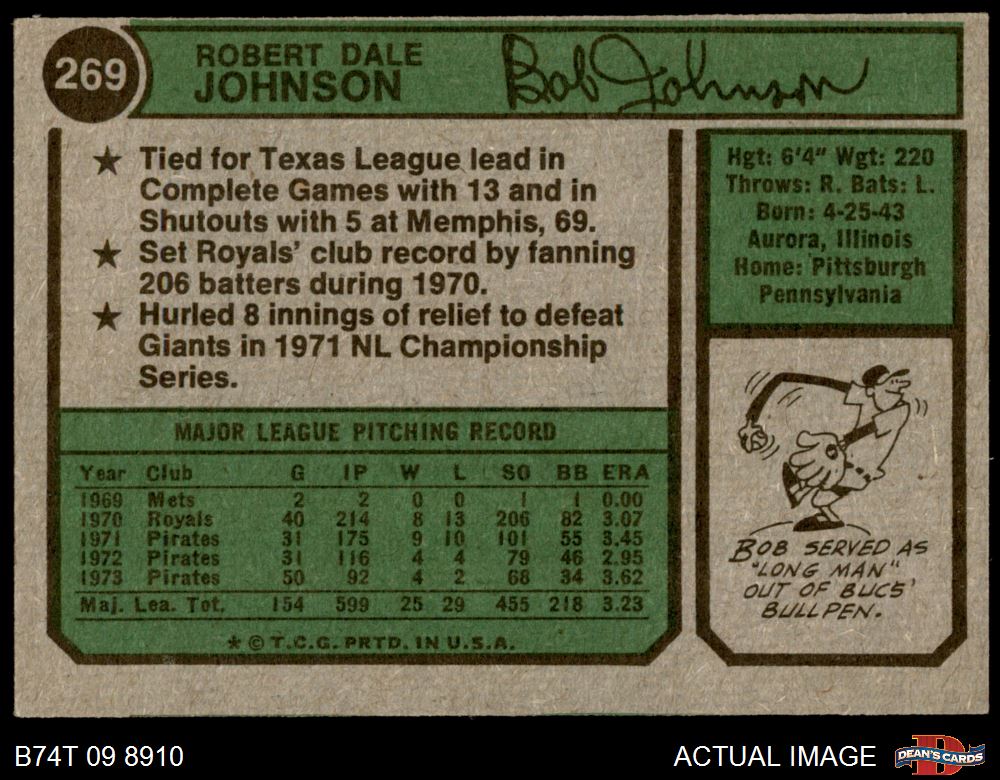 269
ROBERT DALE
JOHNSON
Bob Johnson
★ Tied for Texas League lead in
Complete Games with 13 and in
Shutouts with 5 at Memphis, 69.
★ Set Royals' club record by fanning
206 batters during 1970.
★ Hurled 8 innings of relief to defeat
Giants in 1971 NL Championship
Series.
Hgt: 6'4" Wgt: 220
Throws: R. Bats: L.
Born: 4-25-43
Aurora, Illinois
Home: Pittsburgh
Pennsylvania
MAJOR LEAGUE PITCHING RECORD
Year Club G IP W L SO BB ERA
1969 Mets 2 2 0 0 1 1 0.00
1970 Royals 40 214 8 13 206 82 3.07
1971 Pirates 31 175 9 10 101 55 3.45
1972 Pirates 31 116 4 4 79 46 2.95
1973 Pirates 50 92 4 2 68 34 3.62
Maj. Lea. Tot. 154 599 25 29 455 218 3.23
★ © T.C.G. PRTD. IN U.S.A.
BOB SERVED AS
"LONG MAN"
OUT OF BUCS'
BULLPEN.
B74T 09 8910
ACTUAL IMAGE
D
DEAN'S CARDS